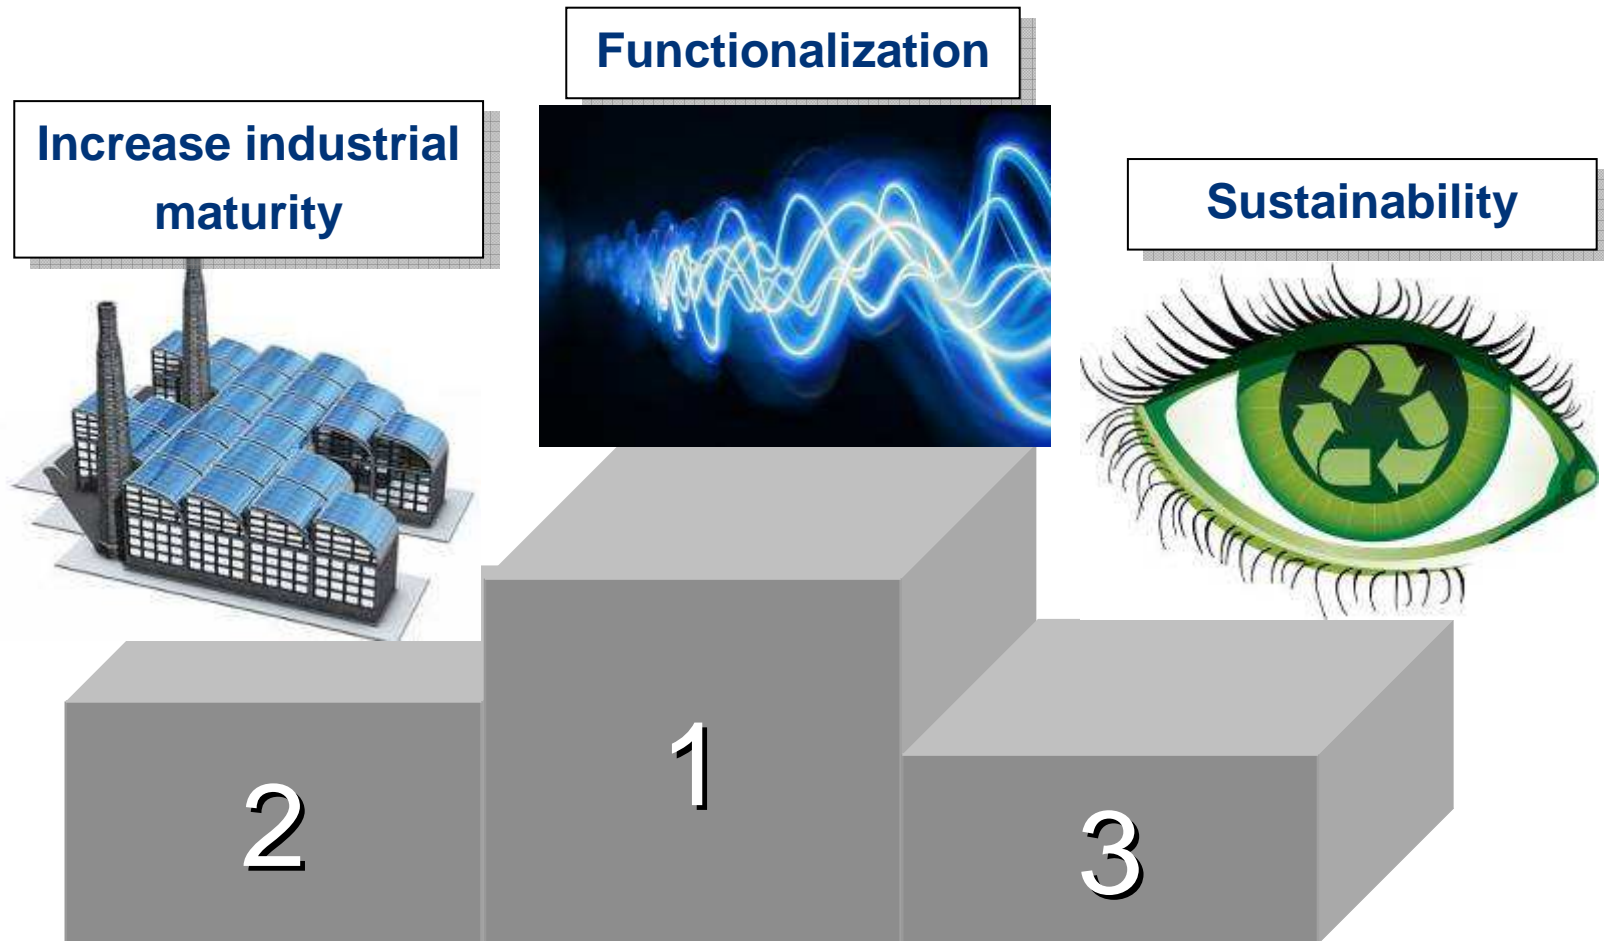 Functionalization
Increase industrial
maturity
Sustainability
1
2
3